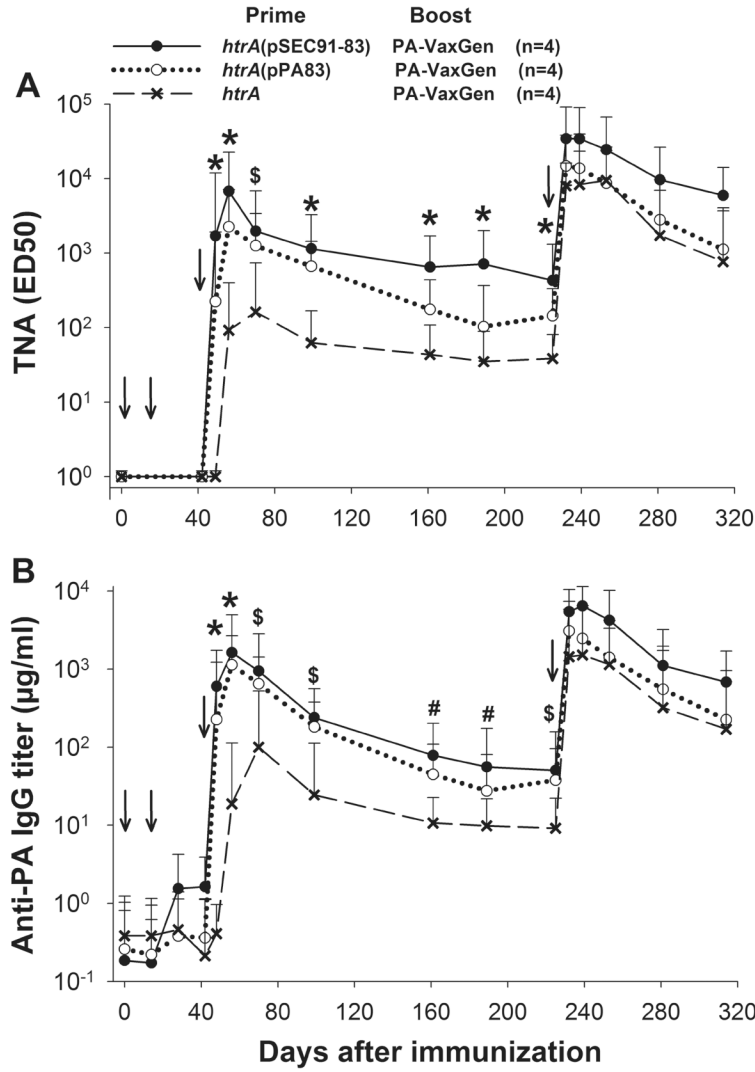 Prime Boost
htrA(pSEC91-83) PA-VaxGen (n=4)
htrA(pPA83) PA-VaxGen (n=4)
htrA PA-VaxGen (n=4)
A
TNA (ED50)
10^5
10^4
10^3
10^2
10^1
10^0
* * $ * * * *
0 40 80 120 160 200 240 280 320
B
Anti-PA IgG titer (µg/ml)
10^4
10^3
10^2
10^1
10^0
10^-1
* * $ $ # # $
0 40 80 120 160 200 240 280 320
Days after immunization